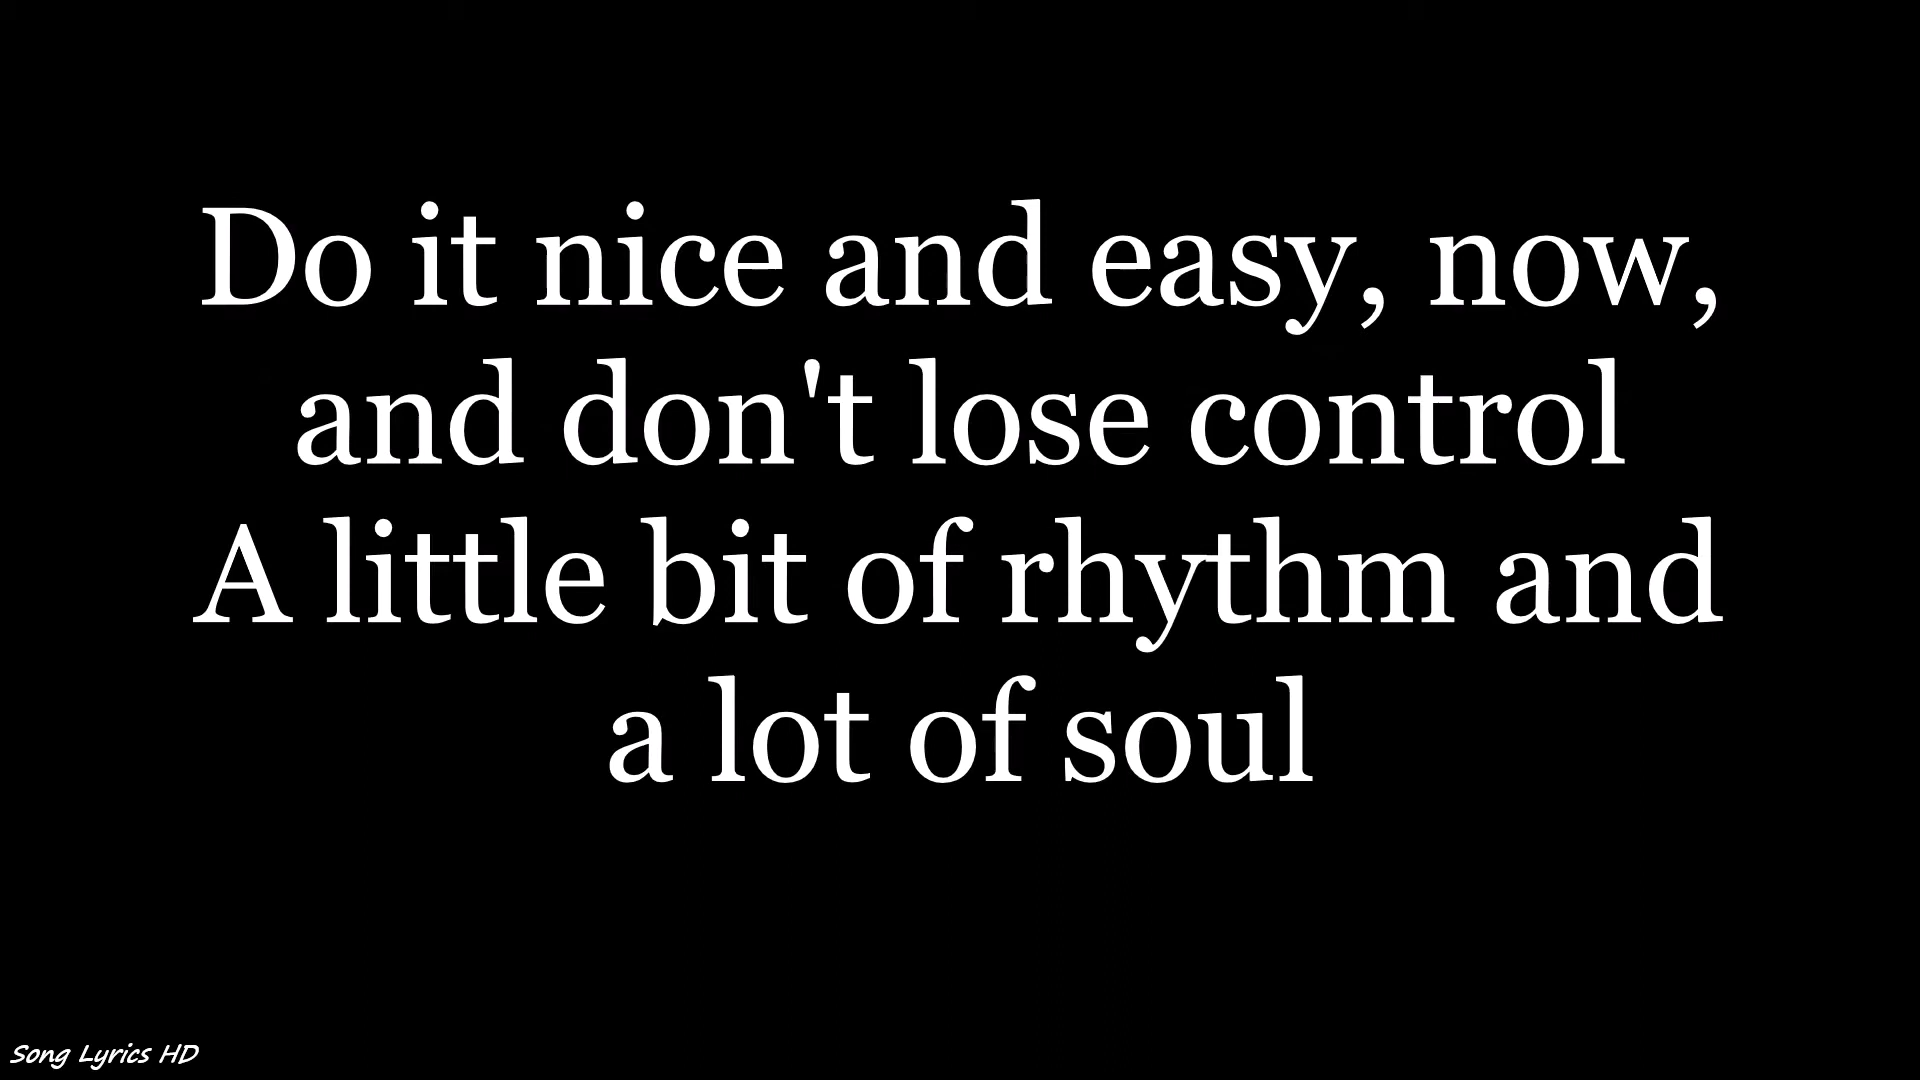 Do it nice and easy, now,
and don't lose control
A little bit of rhythm and
a lot of soul
Song Lyrics HD